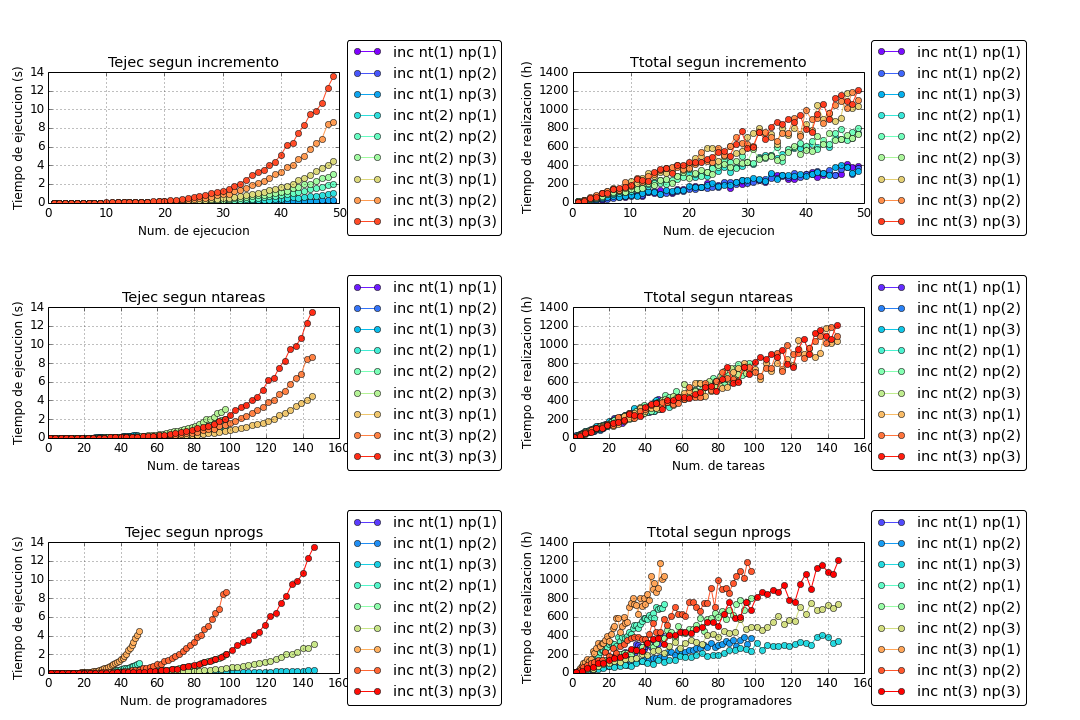 Tejec segun incremento
Tiempo de ejecucion (s)
14
12
10
8
6
4
2
0
0 10 20 30 40 50
Num. de ejecucion
inc nt(1) np(1)
inc nt(1) np(2)
inc nt(1) np(3)
inc nt(2) np(1)
inc nt(2) np(2)
inc nt(2) np(3)
inc nt(3) np(1)
inc nt(3) np(2)
inc nt(3) np(3)
Ttotal segun incremento
Tiempo de realizacion (h)
1400
1200
1000
800
600
400
200
0
0 10 20 30 40 50
Num. de ejecucion
inc nt(1) np(1)
inc nt(1) np(2)
inc nt(1) np(3)
inc nt(2) np(1)
inc nt(2) np(2)
inc nt(2) np(3)
inc nt(3) np(1)
inc nt(3) np(2)
inc nt(3) np(3)
Tejec segun ntareas
Tiempo de ejecucion (s)
14
12
10
8
6
4
2
0
0 20 40 60 80 100 120 140 160
Num. de tareas
inc nt(1) np(1)
inc nt(1) np(2)
inc nt(1) np(3)
inc nt(2) np(1)
inc nt(2) np(2)
inc nt(2) np(3)
inc nt(3) np(1)
inc nt(3) np(2)
inc nt(3) np(3)
Ttotal segun ntareas
Tiempo de realizacion (h)
1400
1200
1000
800
600
400
200
0
0 20 40 60 80 100 120 140 160
Num. de tareas
inc nt(1) np(1)
inc nt(1) np(2)
inc nt(1) np(3)
inc nt(2) np(1)
inc nt(2) np(2)
inc nt(2) np(3)
inc nt(3) np(1)
inc nt(3) np(2)
inc nt(3) np(3)
Tejec segun nprogs
Tiempo de ejecucion (s)
14
12
10
8
6
4
2
0
0 20 40 60 80 100 120 140 160
Num. de programadores
inc nt(1) np(1)
inc nt(1) np(2)
inc nt(1) np(3)
inc nt(2) np(1)
inc nt(2) np(2)
inc nt(2) np(3)
inc nt(3) np(1)
inc nt(3) np(2)
inc nt(3) np(3)
Ttotal segun nprogs
Tiempo de realizacion (h)
1400
1200
1000
800
600
400
200
0
0 20 40 60 80 100 120 140 160
Num. de programadores
inc nt(1) np(1)
inc nt(1) np(2)
inc nt(1) np(3)
inc nt(2) np(1)
inc nt(2) np(2)
inc nt(2) np(3)
inc nt(3) np(1)
inc nt(3) np(2)
inc nt(3) np(3)